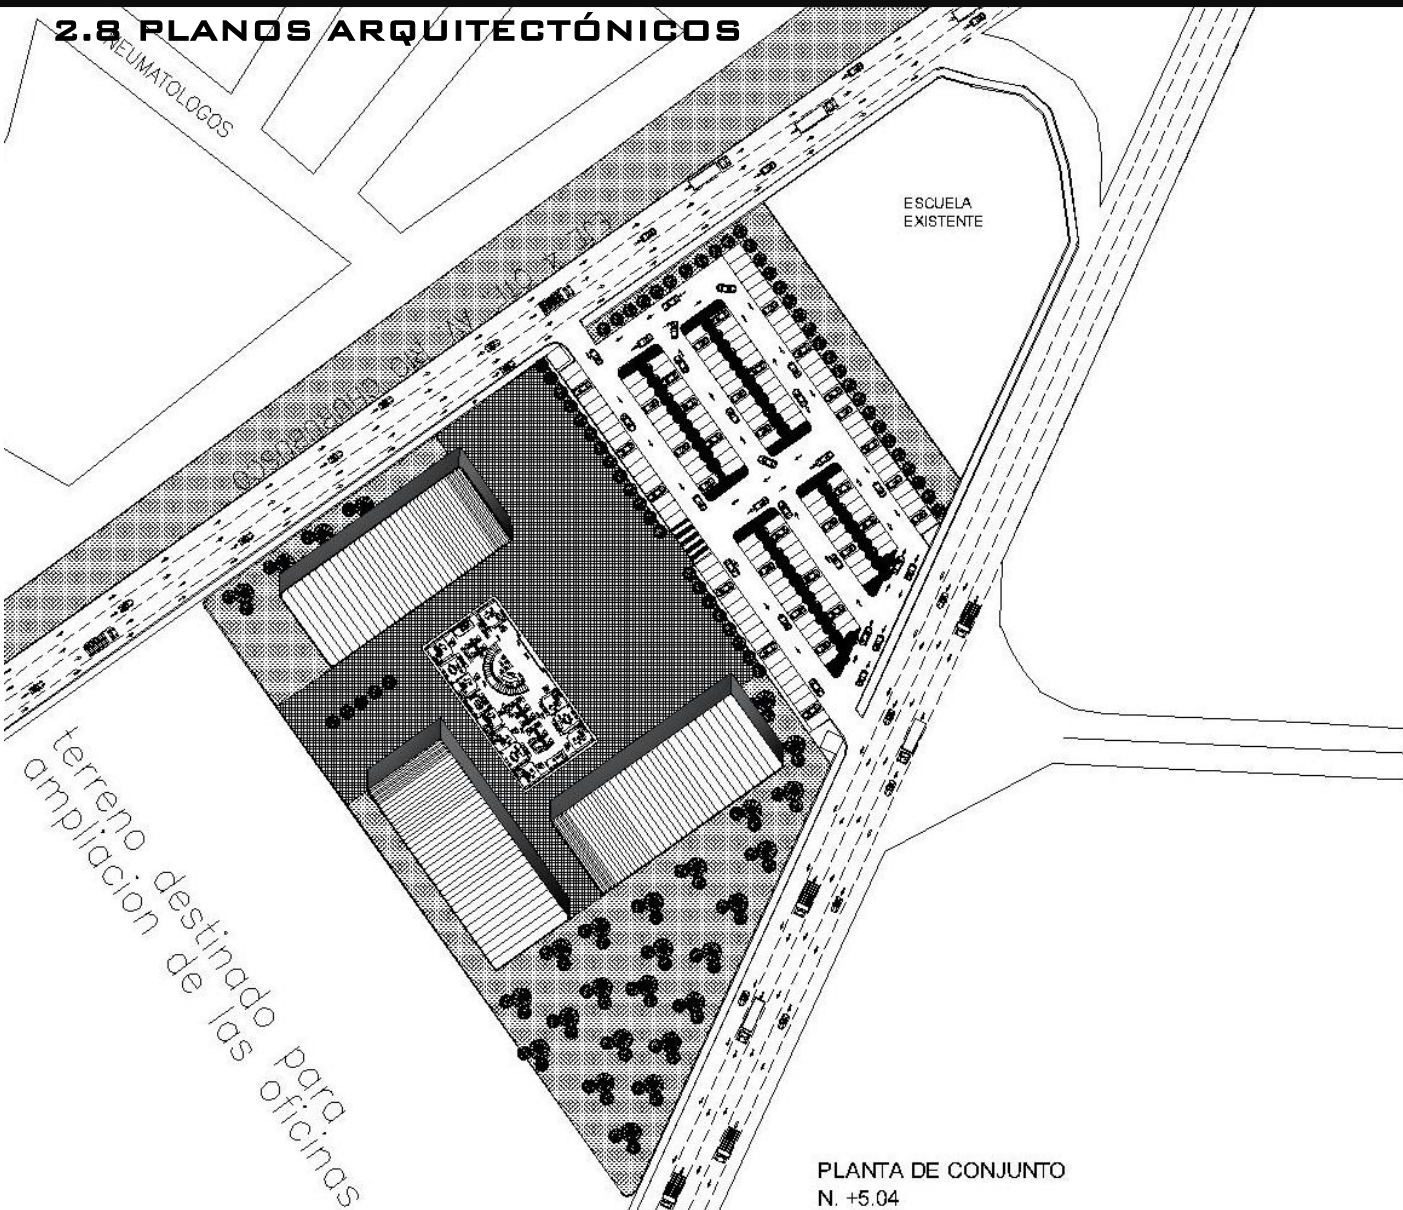 2.8 PLANOS ARQUITECTÓNICOS
NEUMATOLOGOS
ESCUELA
EXISTENTE
terreno destinado para
ampliacion de las oficinas
PLANTA DE CONJUNTO
N. +5.04